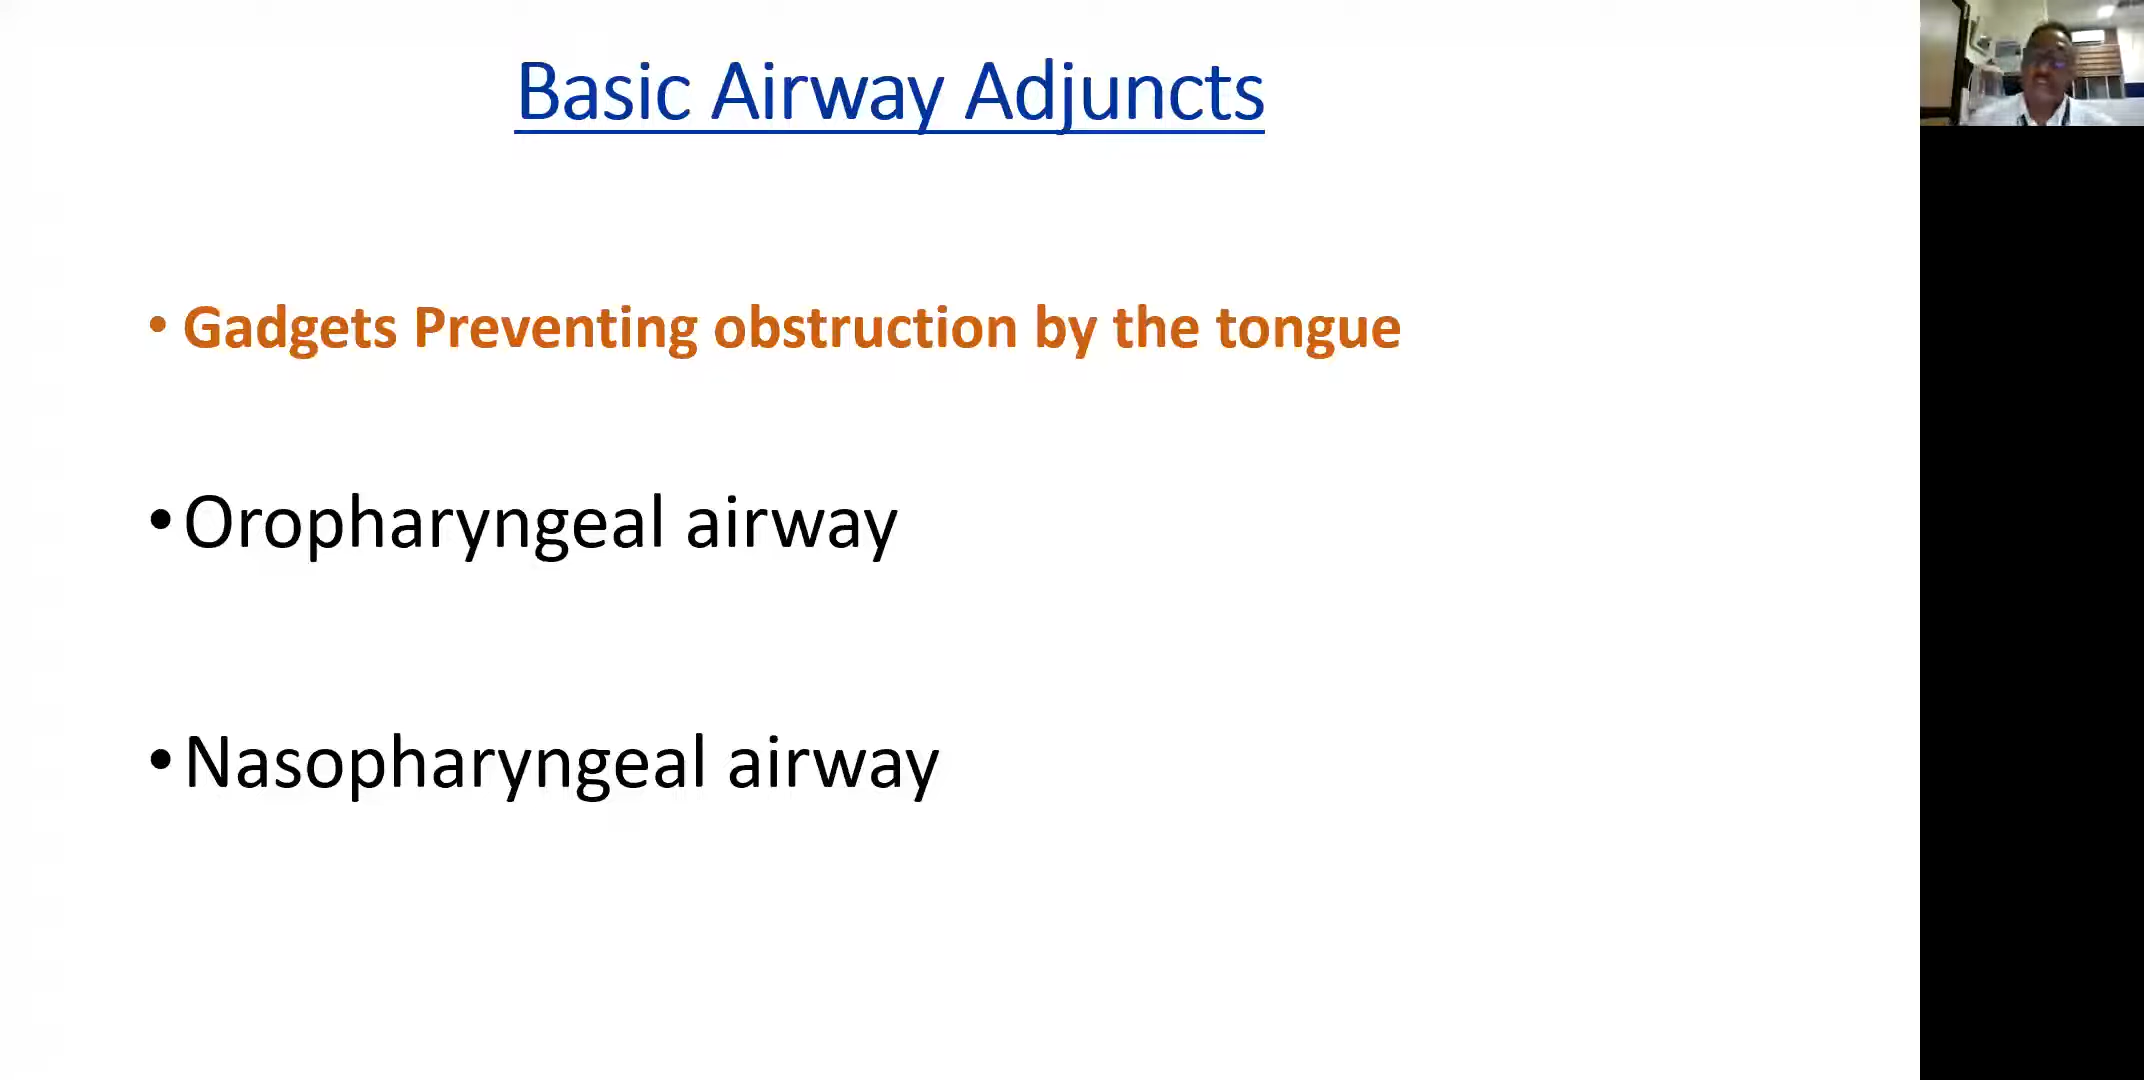 Basic Airway Adjuncts
• Gadgets Preventing obstruction by the tongue
• Oropharyngeal airway
• Nasopharyngeal airway